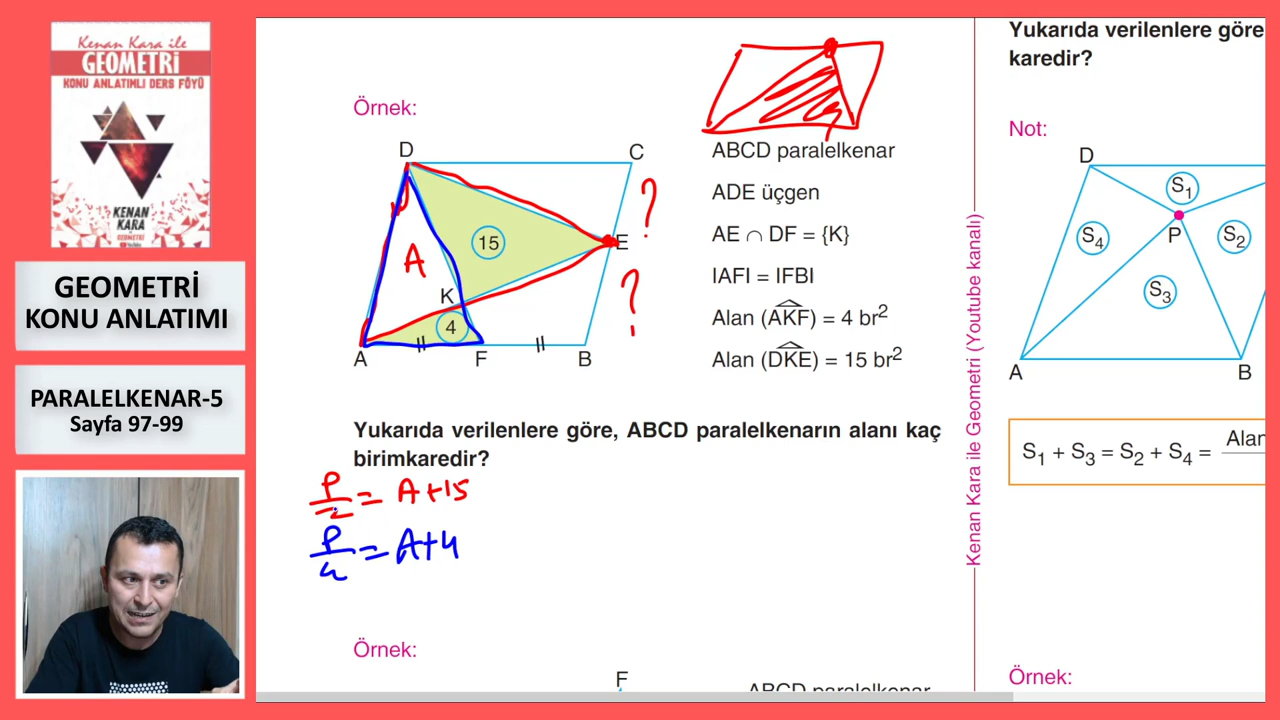 Kenan Kara ile
GEOMETRİ
KONU ANLATIMLI DERS FÖYÜ
KENAN
KARA
GEOMETRİ
KONU ANLATIMI
PARALELKENAR-5
Sayfa 97-99
Örnek:
D
C
E
15
A
K
4
A
F
B
?
?
ABCD paralelkenar
ADE üçgen
AE ∩ DF = {K}
IAFI = IFBI
Alan (AKF) = 4 br²
Alan (DKE) = 15 br²
Yukarıda verilenlere göre, ABCD paralelkenarın alanı kaç
birimkaredir?
P/2 = A+15
P/4 = A+4
Örnek:
F
ABCD paralelkenar
Kenan Kara ile Geometri (Youtube kanalı)
Yukarıda verilenlere göre
karedir?
Not:
D
S₁
S₄
P
S₂
S₃
A
B
S₁ + S₃ = S₂ + S₄ =
Örnek: